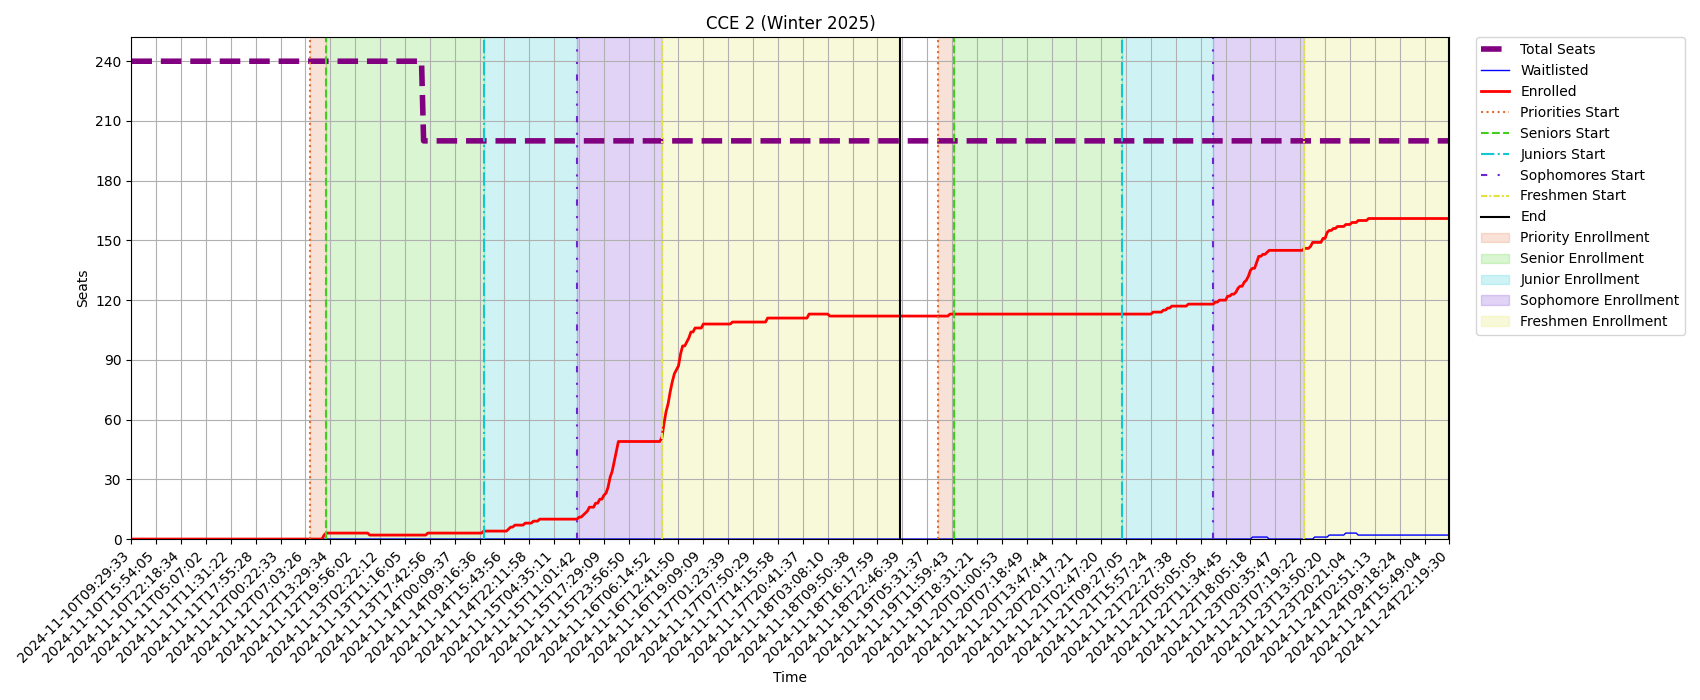 CCE 2 (Winter 2025)
240
210
180
150
120
90
60
30
0
Seats
2024-11-10T09:29:33
2024-11-10T15:54:05
2024-11-10T22:18:34
2024-11-11T05:07:02
2024-11-11T11:31:22
2024-11-11T17:55:28
2024-11-12T00:22:33
2024-11-12T07:03:26
2024-11-12T13:29:34
2024-11-12T19:56:02
2024-11-13T02:22:12
2024-11-13T11:16:05
2024-11-13T17:42:56
2024-11-14T00:09:37
2024-11-14T09:16:36
2024-11-14T15:43:56
2024-11-14T22:11:58
2024-11-15T04:35:11
2024-11-15T11:01:42
2024-11-15T17:29:09
2024-11-15T23:56:50
2024-11-16T06:14:52
2024-11-16T12:41:50
2024-11-16T19:09:09
2024-11-17T01:23:39
2024-11-17T07:50:29
2024-11-17T14:15:58
2024-11-17T20:41:37
2024-11-18T03:08:10
2024-11-18T09:50:38
2024-11-18T16:17:59
2024-11-18T22:46:39
2024-11-19T05:31:37
2024-11-19T11:59:43
2024-11-19T18:31:21
2024-11-20T01:00:53
2024-11-20T07:18:49
2024-11-20T13:47:44
2024-11-20T20:17:21
2024-11-21T02:47:20
2024-11-21T09:27:05
2024-11-21T15:57:24
2024-11-21T22:27:38
2024-11-22T05:05:05
2024-11-22T11:34:45
2024-11-22T18:05:18
2024-11-23T00:35:47
2024-11-23T07:19:22
2024-11-23T13:50:20
2024-11-23T20:21:04
2024-11-24T02:51:13
2024-11-24T09:18:24
2024-11-24T15:49:04
2024-11-24T22:19:30
Time
Total Seats
Waitlisted
Enrolled
Priorities Start
Seniors Start
Juniors Start
Sophomores Start
Freshmen Start
End
Priority Enrollment
Senior Enrollment
Junior Enrollment
Sophomore Enrollment
Freshmen Enrollment